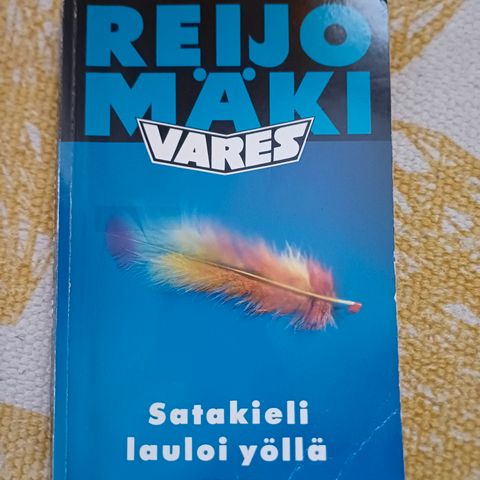 REIJO
MÄKI
VARES
Satakieli
lauloi yöllä